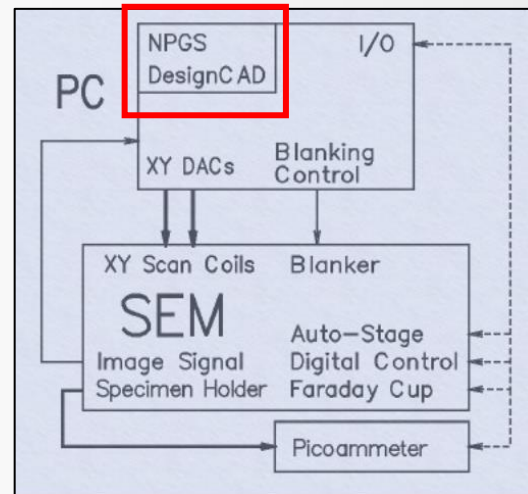 NPGS
DesignCAD
I/O
PC
XY DACs
Blanking
Control
XY Scan Coils
Blanker
SEM
Auto-Stage
Image Signal
Digital Control
Specimen Holder
Faraday Cup
Picoammeter